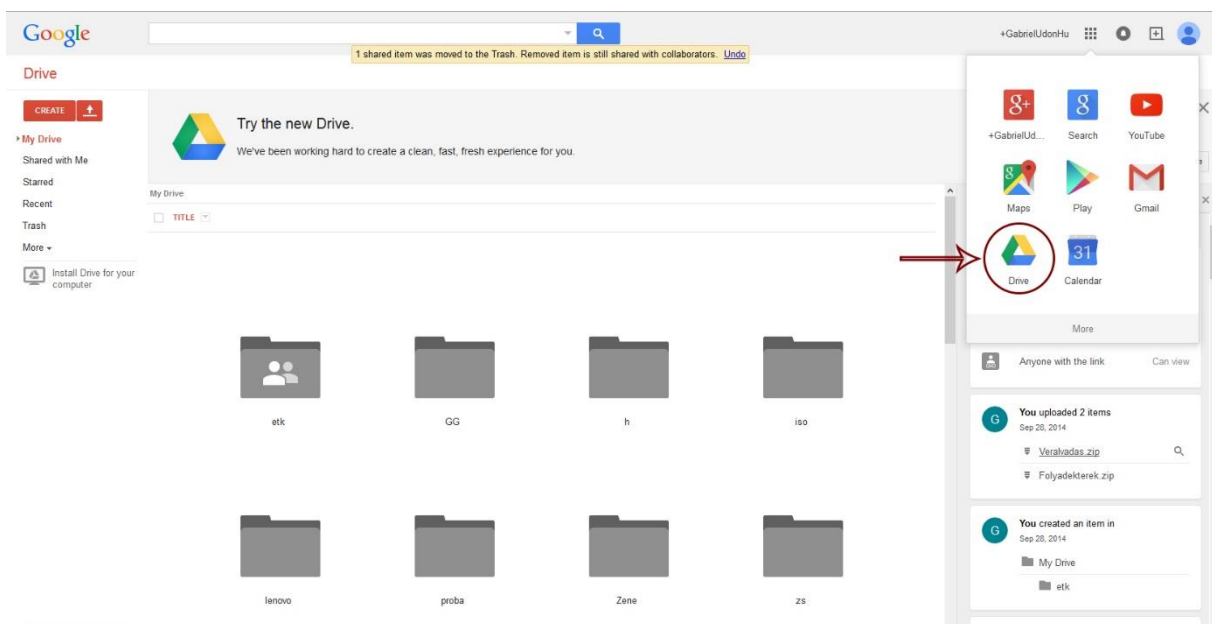 Google
+GabrielUdonHu
1 shared item was moved to the Trash. Removed item is still shared with collaborators. Undo
Drive
CREATE
My Drive
Shared with Me
Starred
Recent
Trash
More
Install Drive for your
computer
Try the new Drive.
We've been working hard to create a clean, fast, fresh experience for you.
My Drive
TITLE
etk
GG
h
iso
lenovo
proba
Zene
zs
g+
+GabrielUd...
8
Search
YouTube
8
Maps
Play
Gmail
Drive
31
Calendar
More
Anyone with the link
Can view
G
You uploaded 2 items
Sep 28, 2014
Veralvadas.zip
Folyadekterek.zip
G
You created an item in
Sep 28, 2014
My Drive
etk